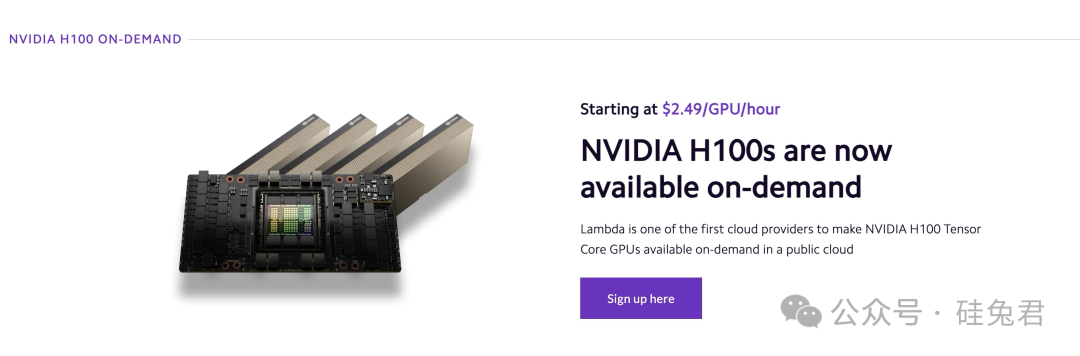 NVIDIA H100 ON-DEMAND
Starting at $2.49/GPU/hour
NVIDIA H100s are now
available on-demand
Lambda is one of the first cloud providers to make NVIDIA H100 Tensor
Core GPUs available on-demand in a public cloud
Sign up here
公众号 · 硅兔君